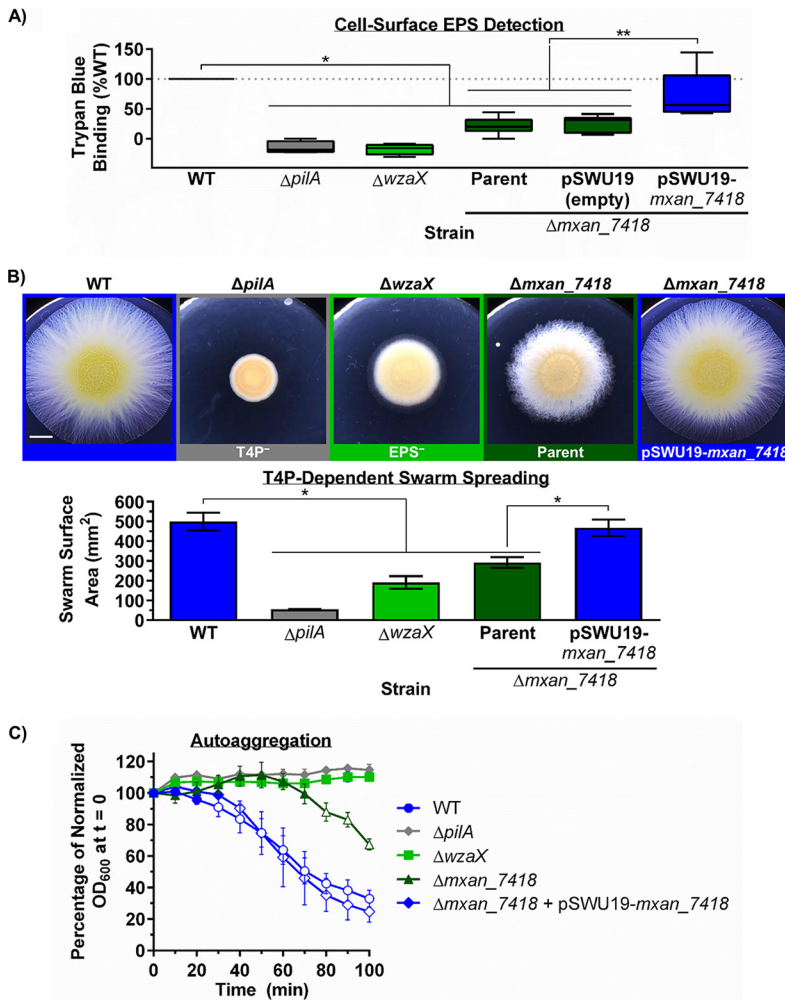 A)
Cell-Surface EPS Detection
Trypan Blue
Binding (%WT)
150
100
50
0
*
**
WT
ΔpilA
ΔwzaX
Parent
pSWU19
(empty)
pSWU19-
mxan_7418
Δmxan_7418
Strain
B)
WT
ΔpilA
ΔwzaX
Δmxan_7418
Δmxan_7418
T4P⁻
EPS⁻
Parent
pSWU19-mxan_7418
T4P-Dependent Swarm Spreading
Swarm Surface
Area (mm²)
600
500
400
300
200
100
0
*
*
WT
ΔpilA
ΔwzaX
Parent
pSWU19-
mxan_7418
Δmxan_7418
Strain
C)
Autoaggregation
Percentage of Normalized
OD₆₀₀ at t = 0
120
100
80
60
40
20
0
0
20
40
60
80
100
Time (min)
WT
ΔpilA
ΔwzaX
Δmxan_7418
Δmxan_7418 + pSWU19-mxan_7418